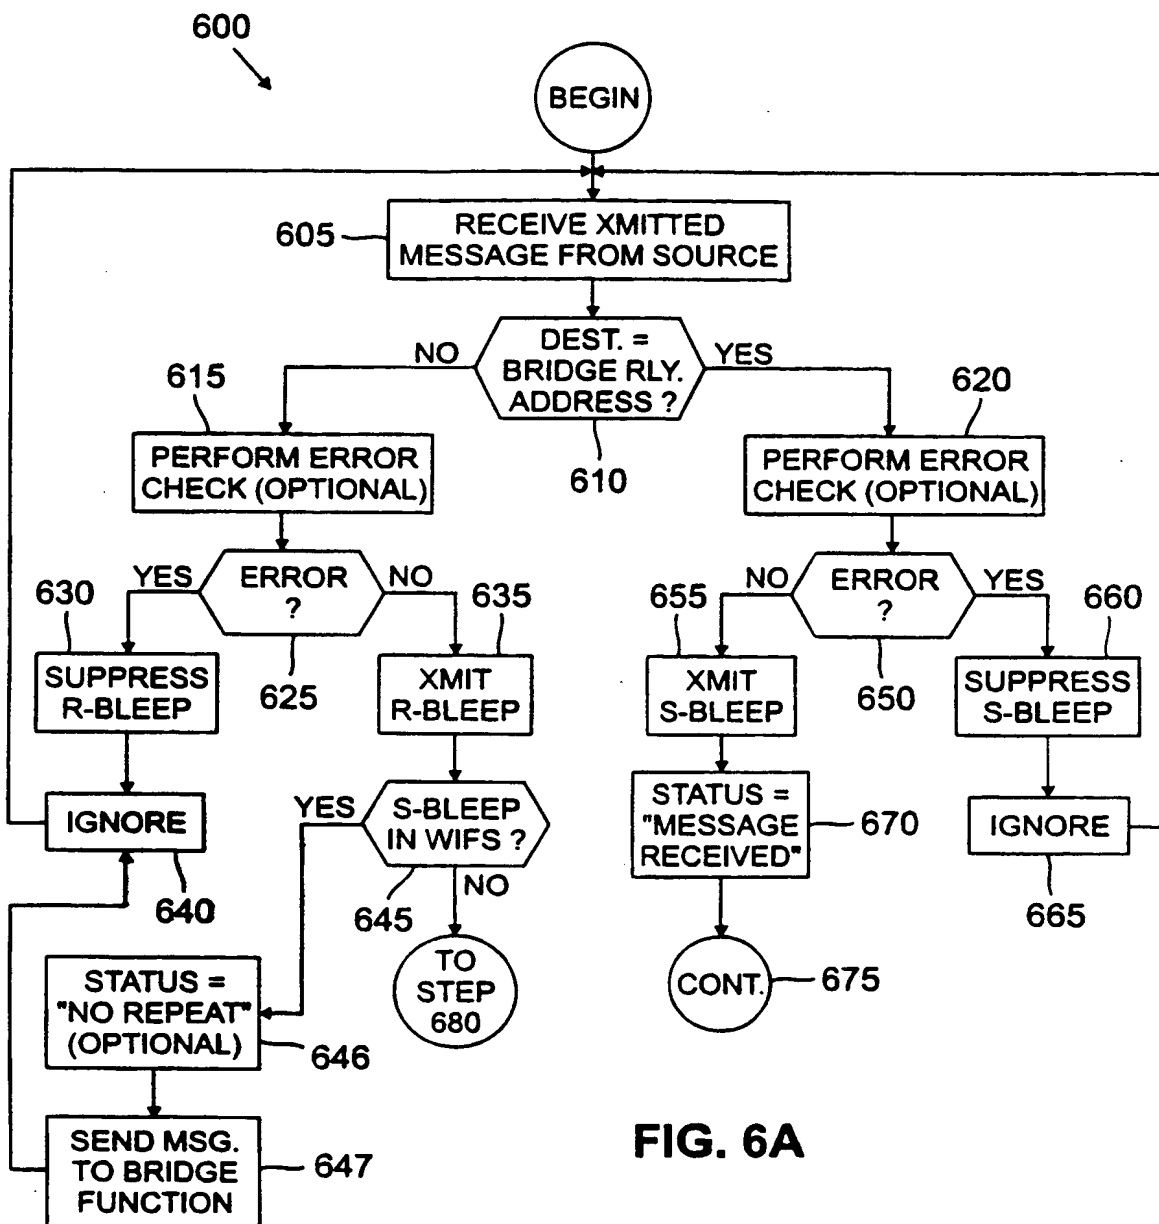 600
BEGIN
605
RECEIVE XMITTED
MESSAGE FROM SOURCE
NO
DEST. =
BRIDGE RLY.
ADDRESS ?
YES
610
615
PERFORM ERROR
CHECK (OPTIONAL)
620
PERFORM ERROR
CHECK (OPTIONAL)
YES
ERROR
?
NO
625
NO
ERROR
?
YES
650
630
SUPPRESS
R-BLEEP
635
XMIT
R-BLEEP
655
XMIT
S-BLEEP
660
SUPPRESS
S-BLEEP
IGNORE
640
YES
S-BLEEP
IN WIFS ?
645
NO
STATUS =
"MESSAGE
RECEIVED"
670
IGNORE
665
TO
STEP
680
CONT.
675
STATUS =
"NO REPEAT"
(OPTIONAL)
646
SEND MSG.
TO BRIDGE
FUNCTION
647
FIG. 6A